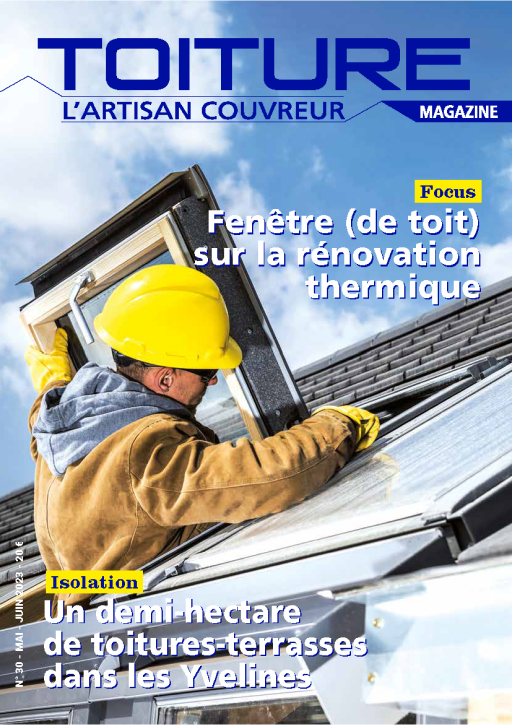 TOITURE
L'ARTISAN COUVREUR
MAGAZINE
Focus
Fenêtre (de toit)
sur la rénovation
thermique
Isolation
Un demi-hectare
de toitures-terrasses
dans les Yvelines
N° 30 - MAI - JUIN 2023 - 20 €